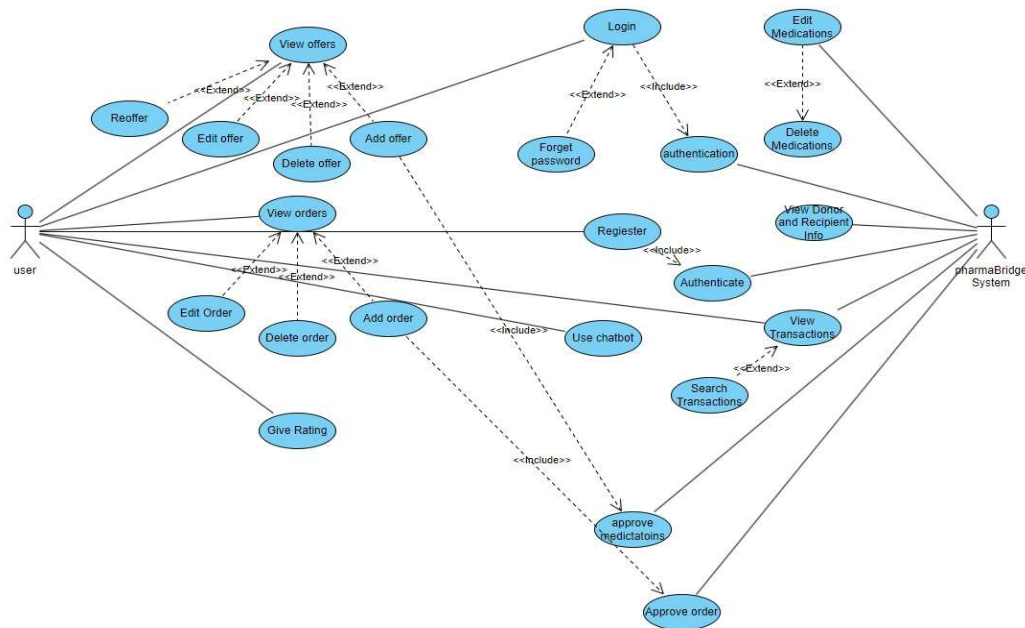 Login
Edit
Medications
View offers
<<Extend>>
<<Extend>>
<<Extend>>
<<Extend>>
<<Extend>>
<<Include>>
<<Extend>>
Reoffer
Edit offer
Add offer
Delete offer
Forget
password
authentication
Delete
Medications
View orders
Regiester
View Donor
and Recipient
Info
user
pharmaBridge
System
<<Extend>>
<<Extend>>
<<Extend>>
<<Include>>
Authenticate
Edit Order
Delete order
Add order
<<Include>>
Use chatbot
View
Transactions
<<Extend>>
Search
Transactions
Give Rating
<<Include>>
approve
medictatoins
Approve order